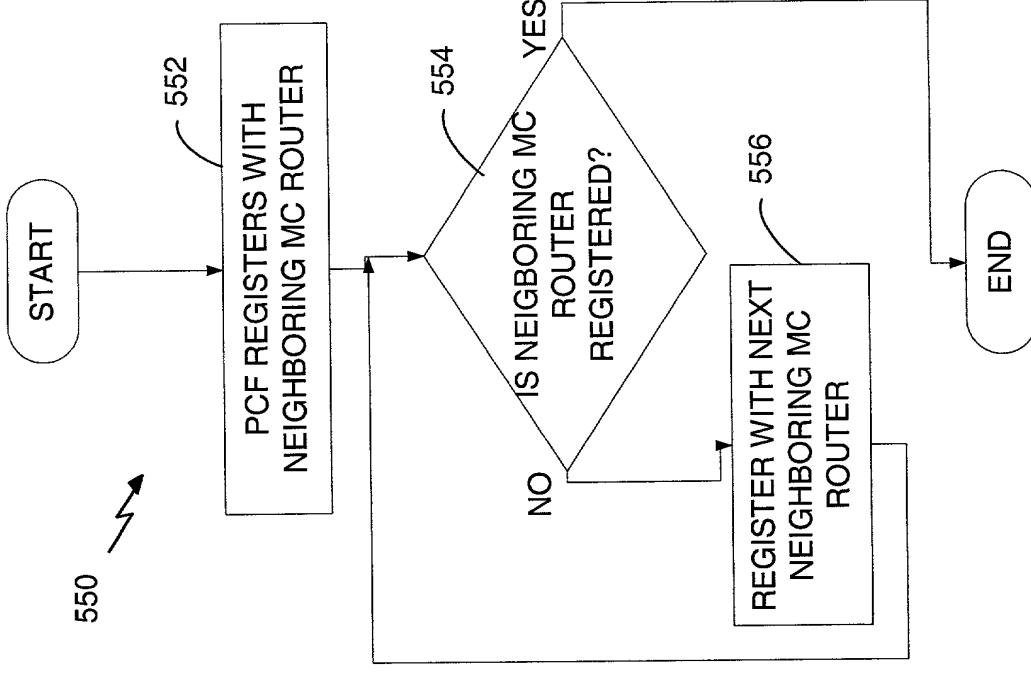 550
START
552
PCF REGISTERS WITH
NEIGHBORING MC ROUTER
554
IS NEIGBORING MC
ROUTER
REGISTERED?
YES
NO
556
REGISTER WITH NEXT
NEIGHBORING MC
ROUTER
END